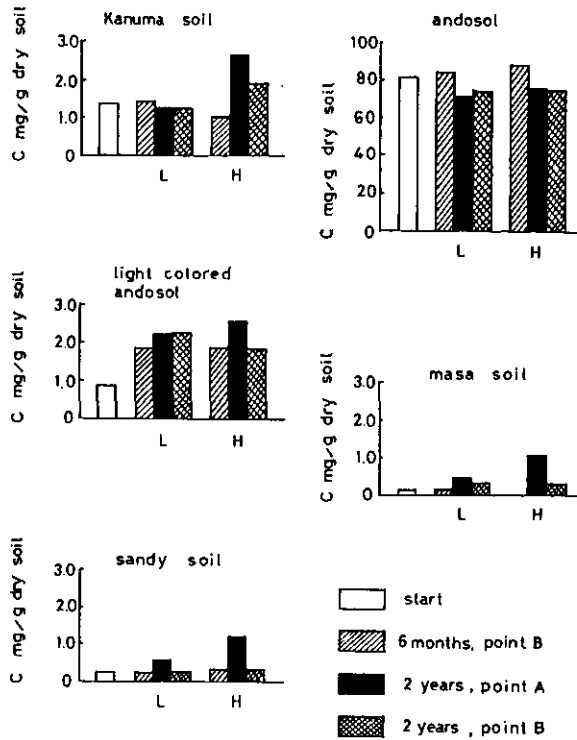 Kanuma soil
C mg/g dry soil
3.0
2.0
1.0
0
L H
andosol
C mg/g dry soil
100
80
60
40
20
0
L H
light colored
andosol
C mg/g dry soil
3.0
2.0
1.0
0
L H
masa soil
C mg/g dry soil
3.0
2.0
1.0
0
L H
sandy soil
C mg/g dry soil
3.0
2.0
1.0
0
L H
start
6 months, point B
2 years, point A
2 years, point B